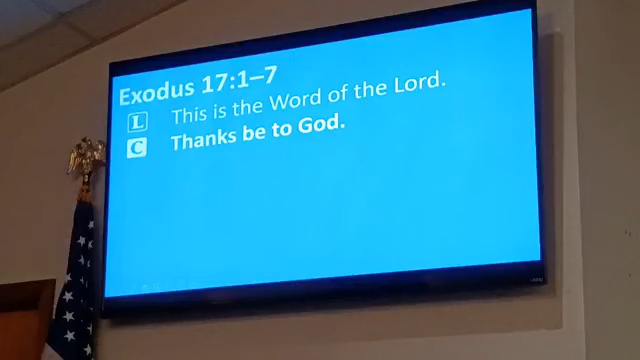 Exodus 17:1–7
L This is the Word of the Lord.
C Thanks be to God.